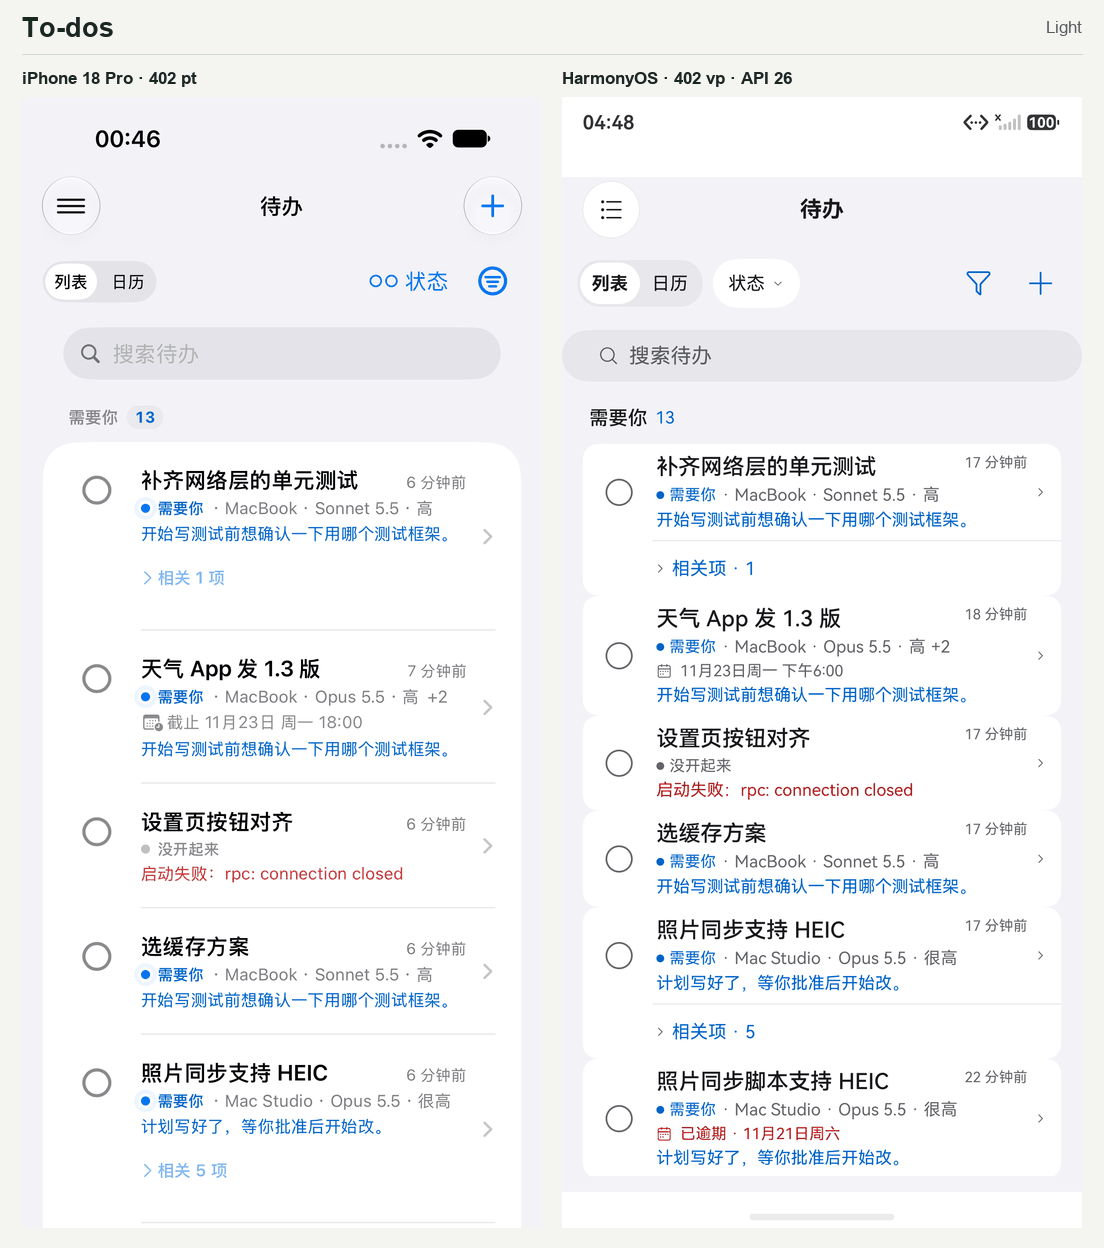 To-dos
Light
iPhone 18 Pro · 402 pt
00:46
待办
列表
日历
状态
搜索待办
需要你 13
补齐网络层的单元测试
6 分钟前
需要你 · MacBook · Sonnet 5.5 · 高
开始写测试前想确认一下用哪个测试框架。
相关 1 项
天气 App 发 1.3 版
7 分钟前
需要你 · MacBook · Opus 5.5 · 高 +2
截止 11月23日 周一 18:00
开始写测试前想确认一下用哪个测试框架。
设置页按钮对齐
6 分钟前
没开起来
启动失败：rpc: connection closed
选缓存方案
6 分钟前
需要你 · MacBook · Sonnet 5.5 · 高
开始写测试前想确认一下用哪个测试框架。
照片同步支持 HEIC
6 分钟前
需要你 · Mac Studio · Opus 5.5 · 很高
计划写好了，等你批准后开始改。
相关 5 项
HarmonyOS · 402 vp · API 26
04:48
100
待办
列表
日历
状态
搜索待办
需要你 13
补齐网络层的单元测试
17 分钟前
需要你 · MacBook · Sonnet 5.5 · 高
开始写测试前想确认一下用哪个测试框架。
相关项 · 1
天气 App 发 1.3 版
18 分钟前
需要你 · MacBook · Opus 5.5 · 高 +2
11月23日周一 下午6:00
开始写测试前想确认一下用哪个测试框架。
设置页按钮对齐
17 分钟前
没开起来
启动失败：rpc: connection closed
选缓存方案
17 分钟前
需要你 · MacBook · Sonnet 5.5 · 高
开始写测试前想确认一下用哪个测试框架。
照片同步支持 HEIC
17 分钟前
需要你 · Mac Studio · Opus 5.5 · 很高
计划写好了，等你批准后开始改。
相关项 · 5
照片同步脚本支持 HEIC
22 分钟前
需要你 · Mac Studio · Opus 5.5 · 很高
已逾期 · 11月21日周六
计划写好了，等你批准后开始改。